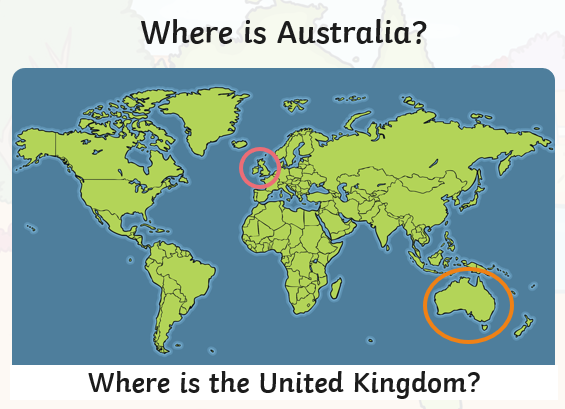 Where is Australia?
Where is the United Kingdom?